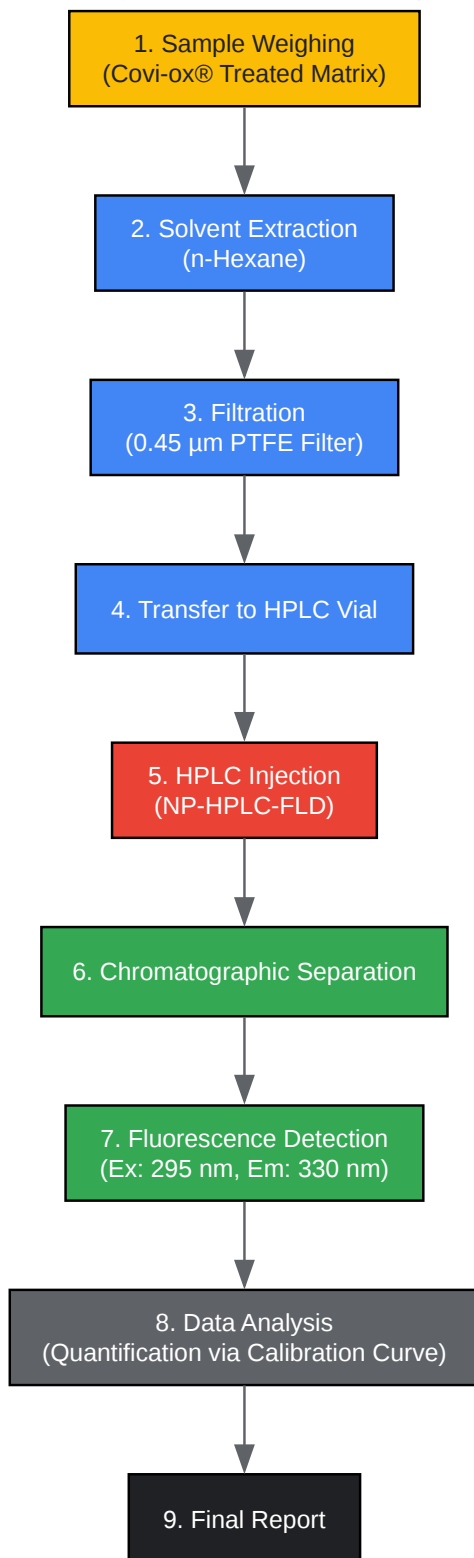 1. Sample Weighing
(Covi-ox® Treated Matrix)
2. Solvent Extraction
(n-Hexane)
3. Filtration
(0.45 µm PTFE Filter)
4. Transfer to HPLC Vial
5. HPLC Injection
(NP-HPLC-FLD)
6. Chromatographic Separation
7. Fluorescence Detection
(Ex: 295 nm, Em: 330 nm)
8. Data Analysis
(Quantification via Calibration Curve)
9. Final Report